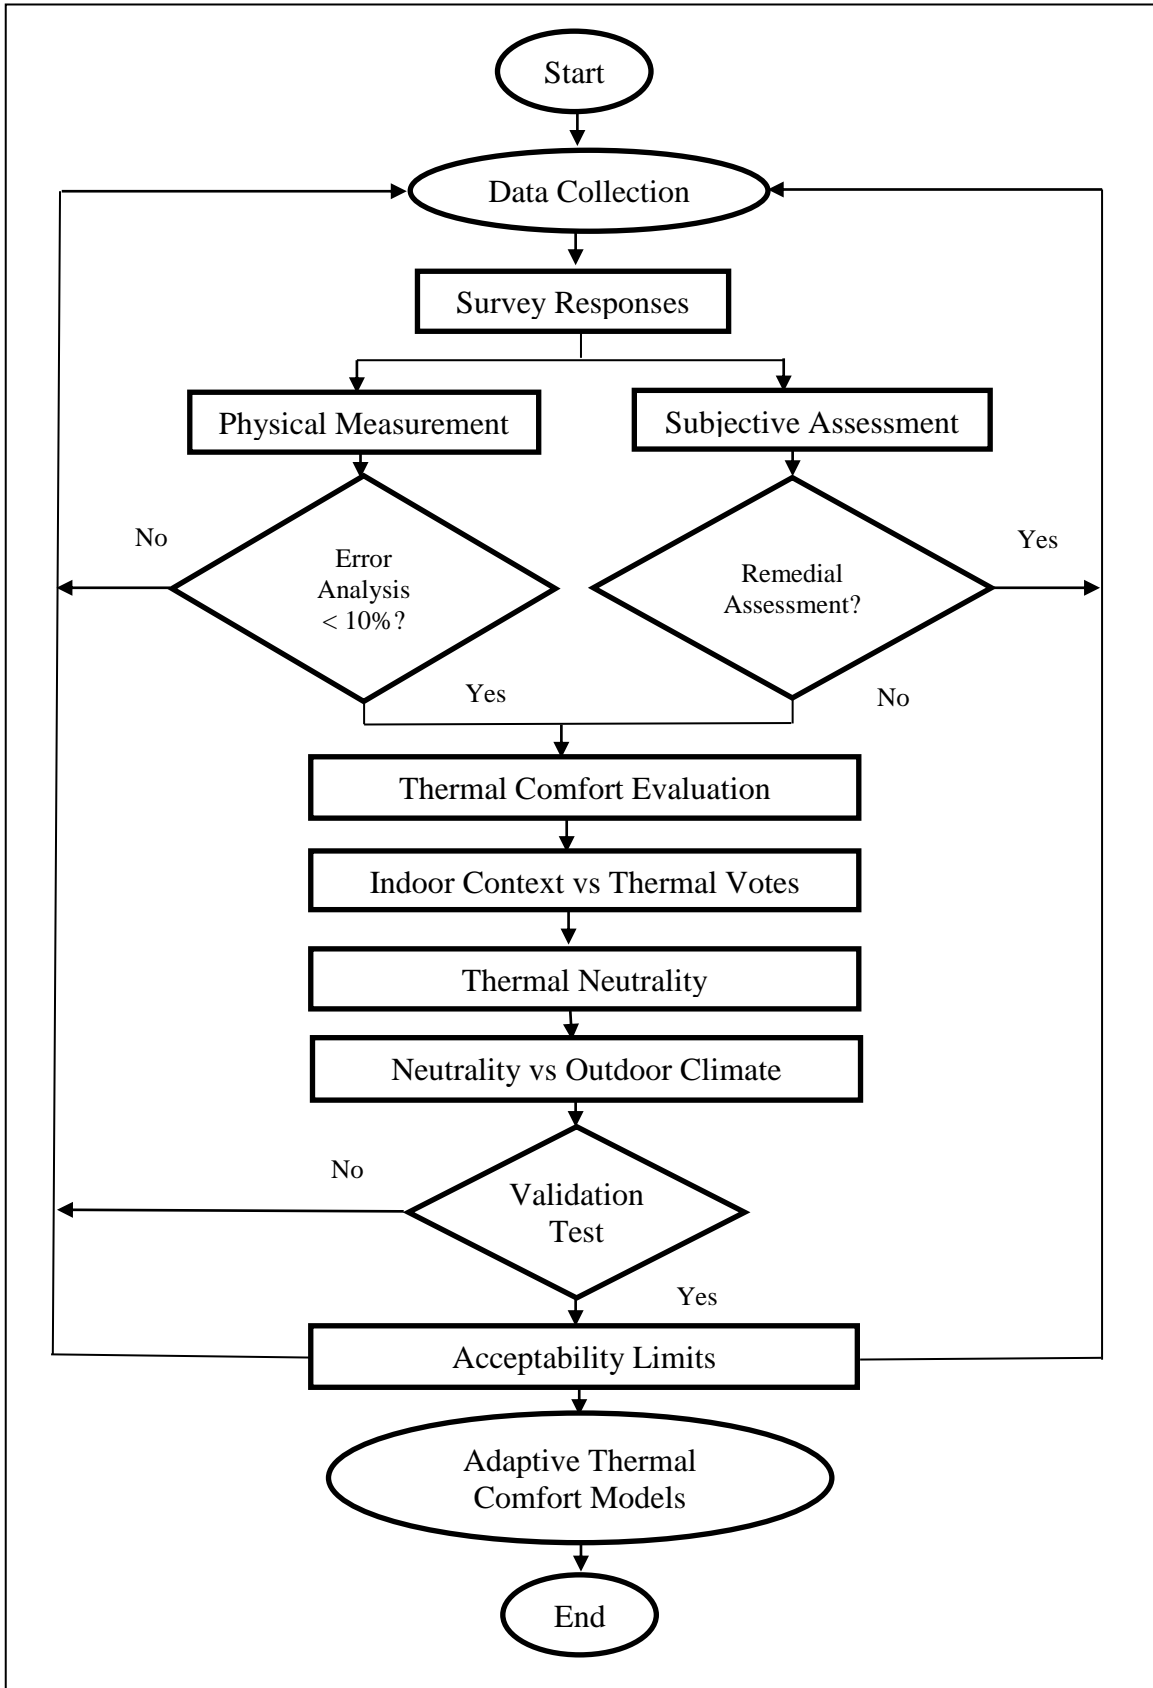 Start
Data Collection
Survey Responses
Physical Measurement
Subjective Assessment
No
Error
Analysis
< 10%?
Yes
Remedial
Assessment?
Yes
No
Thermal Comfort Evaluation
Indoor Context vs Thermal Votes
Thermal Neutrality
Neutrality vs Outdoor Climate
No
Validation
Test
Yes
Acceptability Limits
Adaptive Thermal
Comfort Models
End